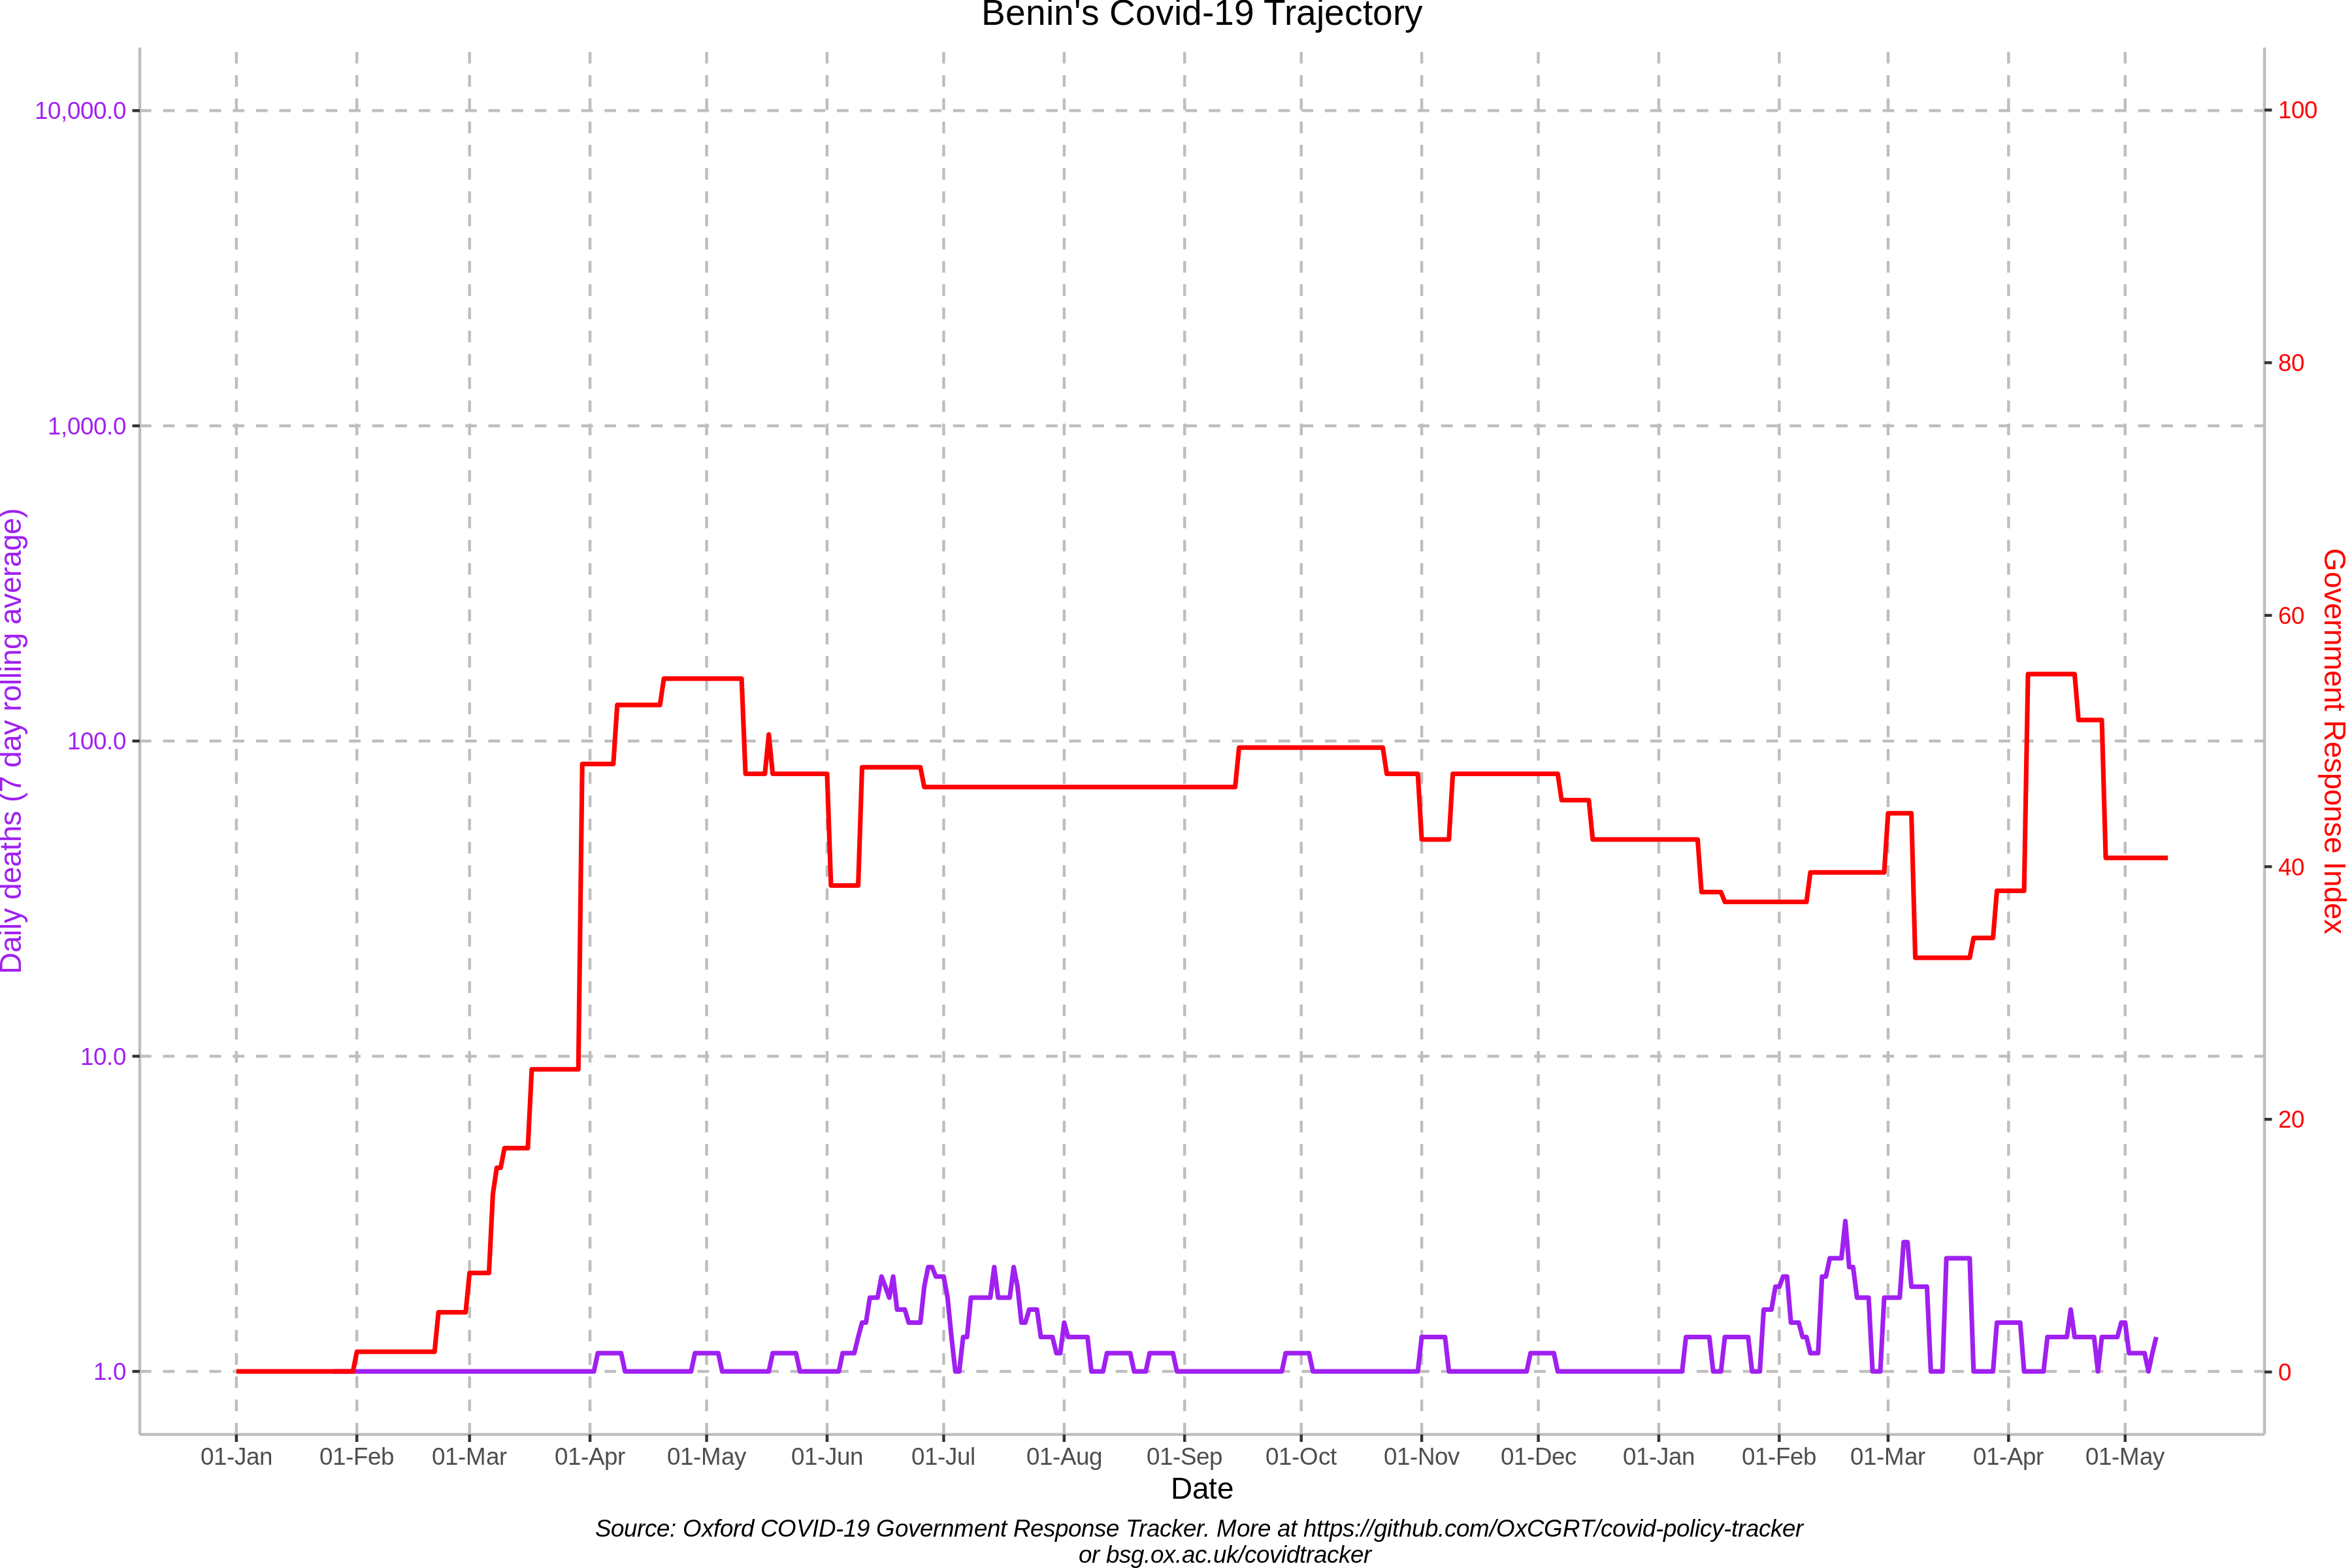 Benin's Covid-19 Trajectory
10,000.0
1,000.0
100.0
10.0
1.0
Daily deaths (7 day rolling average)
100
80
60
40
20
0
Government Response Index
01-Jan 01-Feb 01-Mar 01-Apr 01-May 01-Jun 01-Jul 01-Aug 01-Sep 01-Oct 01-Nov 01-Dec 01-Jan 01-Feb 01-Mar 01-Apr 01-May
Date
Source: Oxford COVID-19 Government Response Tracker. More at https://github.com/OxCGRT/covid-policy-tracker
or bsg.ox.ac.uk/covidtracker